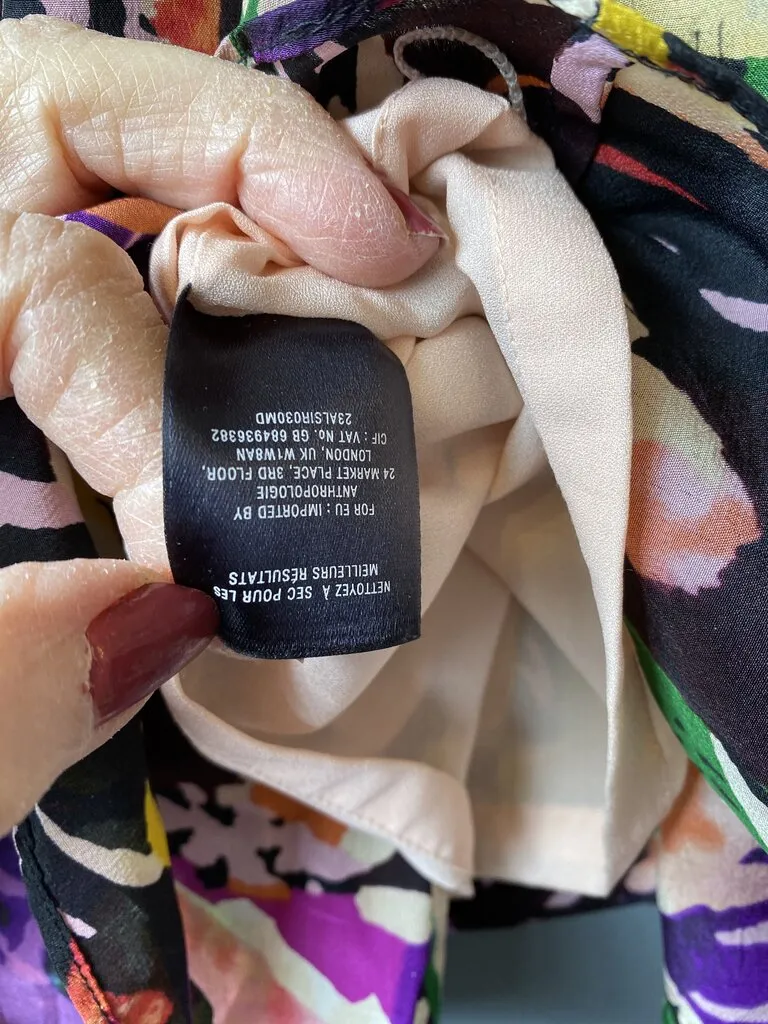 NETTOYEZ À SEC POUR LES
MEILLEURS RÉSULTATS
FOR EU : IMPORTED BY
ANTHROPOLOGIE
24 MARKET PLACE, 3RD FLOOR,
LONDON, UK W1W8AN
CIF : VAT No. GB 684936382
23ALSIR030MD